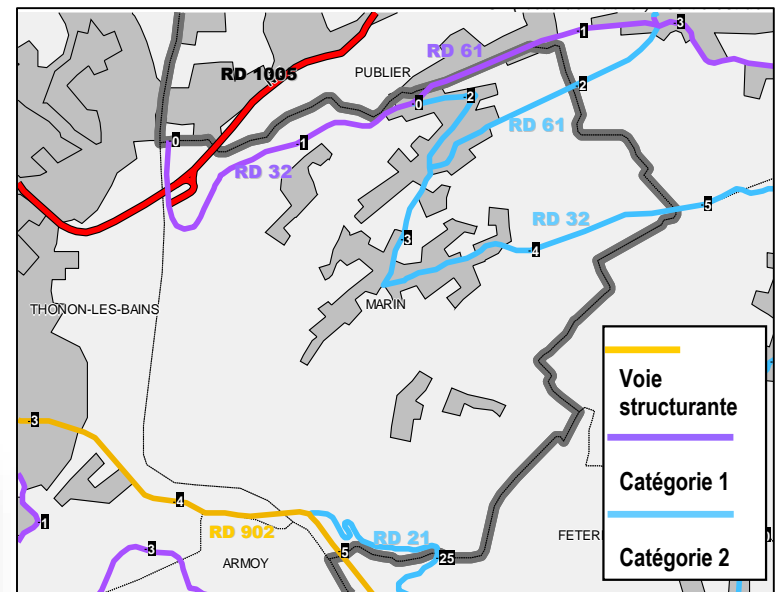 3
1
RD 61
RD 1005
PUBLIER
2
0
2
RD 61
0
1
RD 32
5
RD 32
3
4
THONON-LES-BAINS
MARIN
Voie
structurante
3
Catégorie 1
4
1
RD 902
RD 21
FETER
Catégorie 2
3
5
25
ARMOY